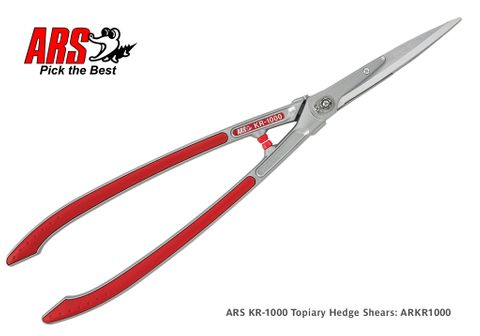 ARS
Pick the Best
ARS KR-1000
ARS KR-1000 Topiary Hedge Shears: ARKR1000